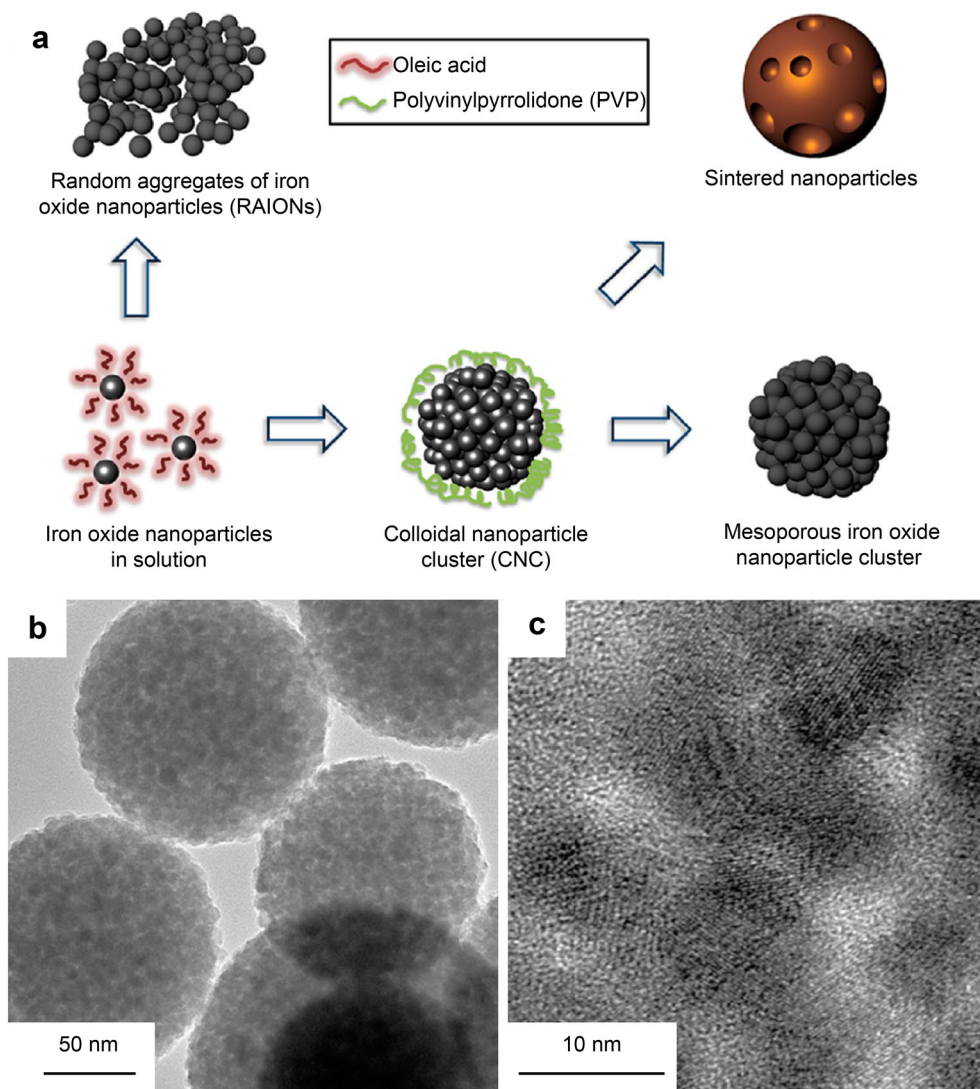 a
Oleic acid
Polyvinylpyrrolidone (PVP)
Random aggregates of iron
oxide nanoparticles (RAIONs)
Sintered nanoparticles
Iron oxide nanoparticles
in solution
Colloidal nanoparticle
cluster (CNC)
Mesoporous iron oxide
nanoparticle cluster
b
50 nm
c
10 nm